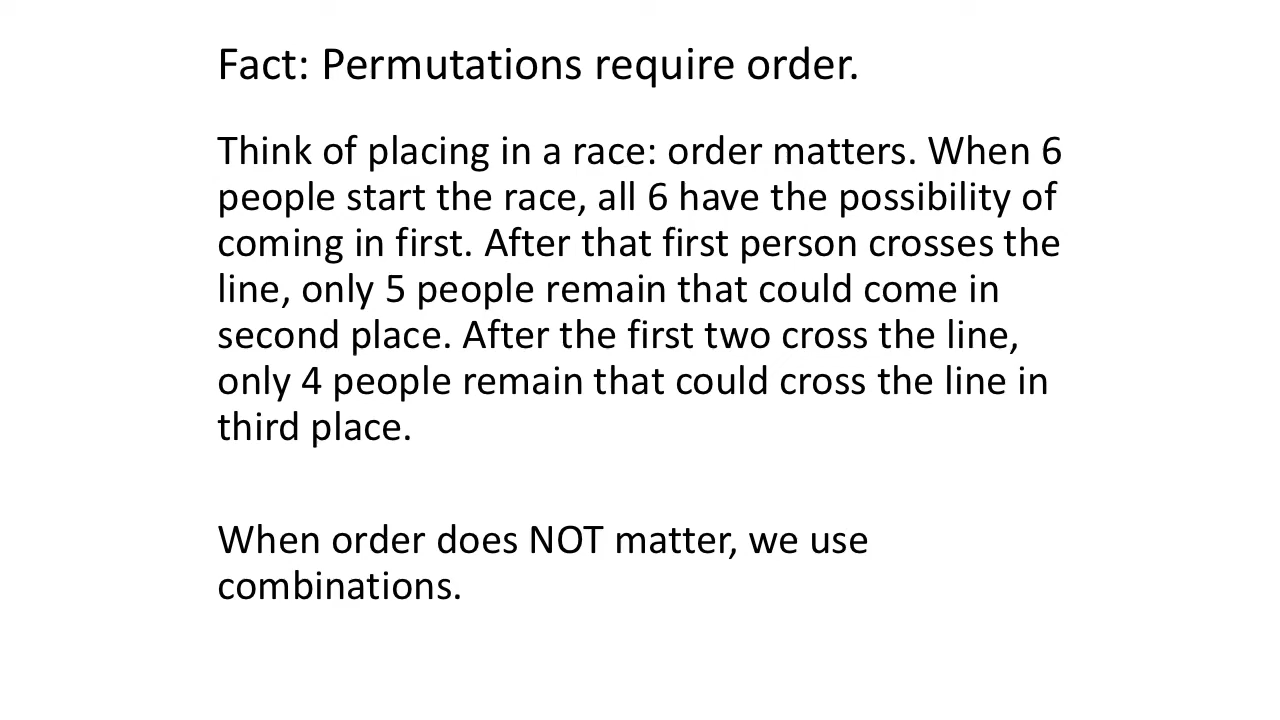 Fact: Permutations require order.
Think of placing in a race: order matters. When 6
people start the race, all 6 have the possibility of
coming in first. After that first person crosses the
line, only 5 people remain that could come in
second place. After the first two cross the line,
only 4 people remain that could cross the line in
third place.
When order does NOT matter, we use
combinations.